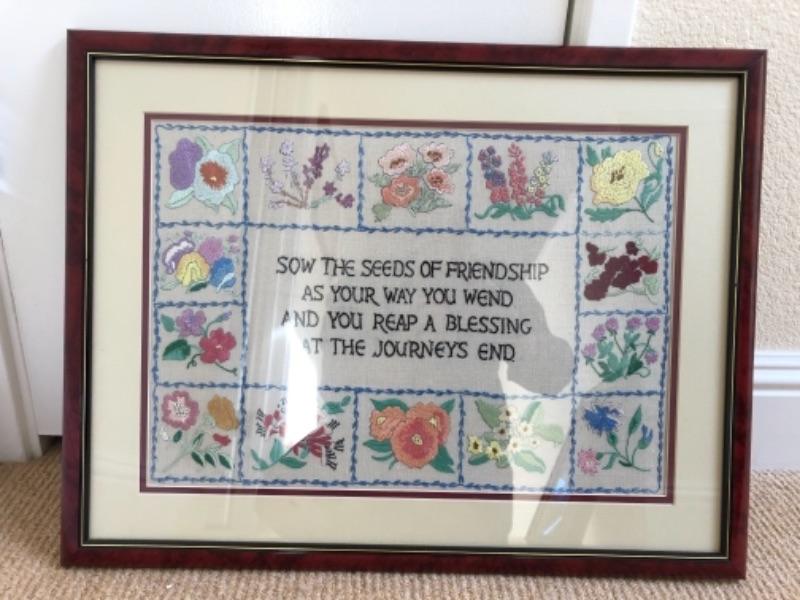 SOW THE SEEDS OF FRIENDSHIP
AS YOUR WAY YOU WEND
AND YOU REAP A BLESSING
AT THE JOURNEYS END